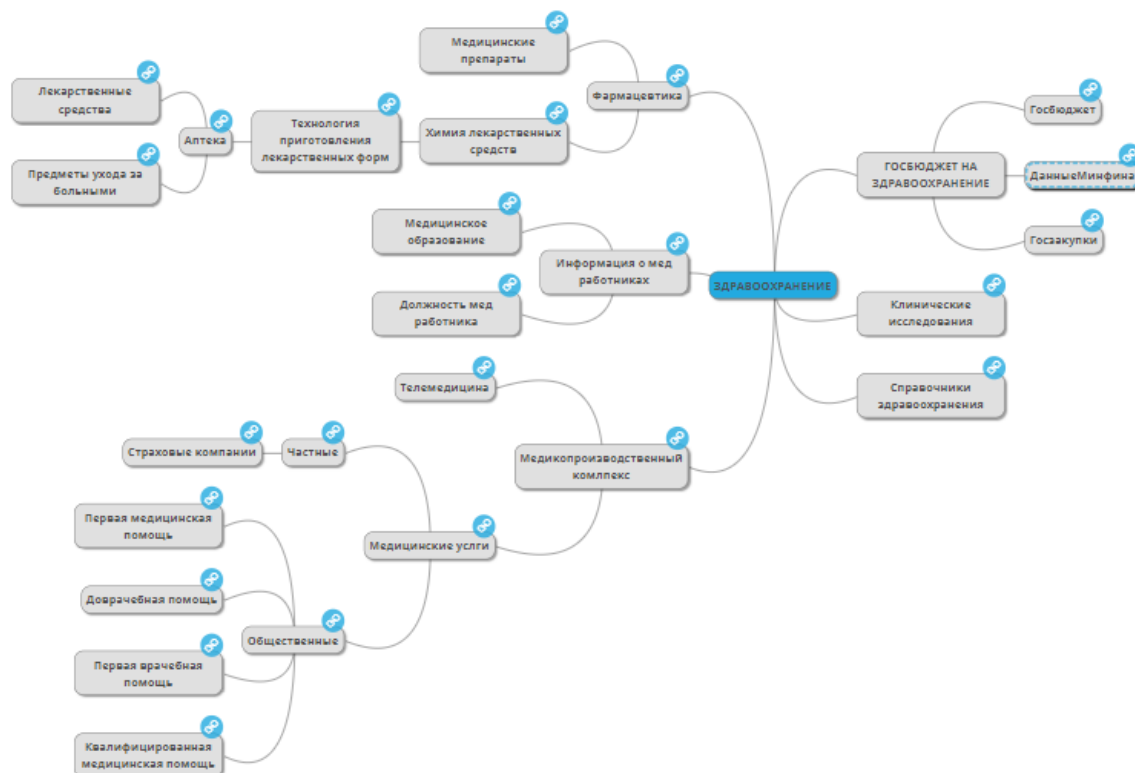 Медицинские
препараты
Фармацевтика
Лекарственные
средства
Аптека
Технология
приготовления
лекарственных форм
Химия лекарственных
средств
Предметы ухода за
больными
Госбюджет
ГОСБЮДЖЕТ НА
ЗДРАВООХРАНЕНИЕ
ДанныеМинфина
Госзакупки
Медицинское
образование
Информация о мед
работниках
Должность мед
работника
ЗДРАВООХРАНЕНИЕ
Клинические
исследования
Справочники
здравоохранения
Телемедицина
Медикопроизводственный
комлпекс
Страховые компании
Частные
Медицинские услги
Первая медицинская
помощь
Доврачебная помощь
Общественные
Первая врачебная
помощь
Квалифицированная
медицинская помощь